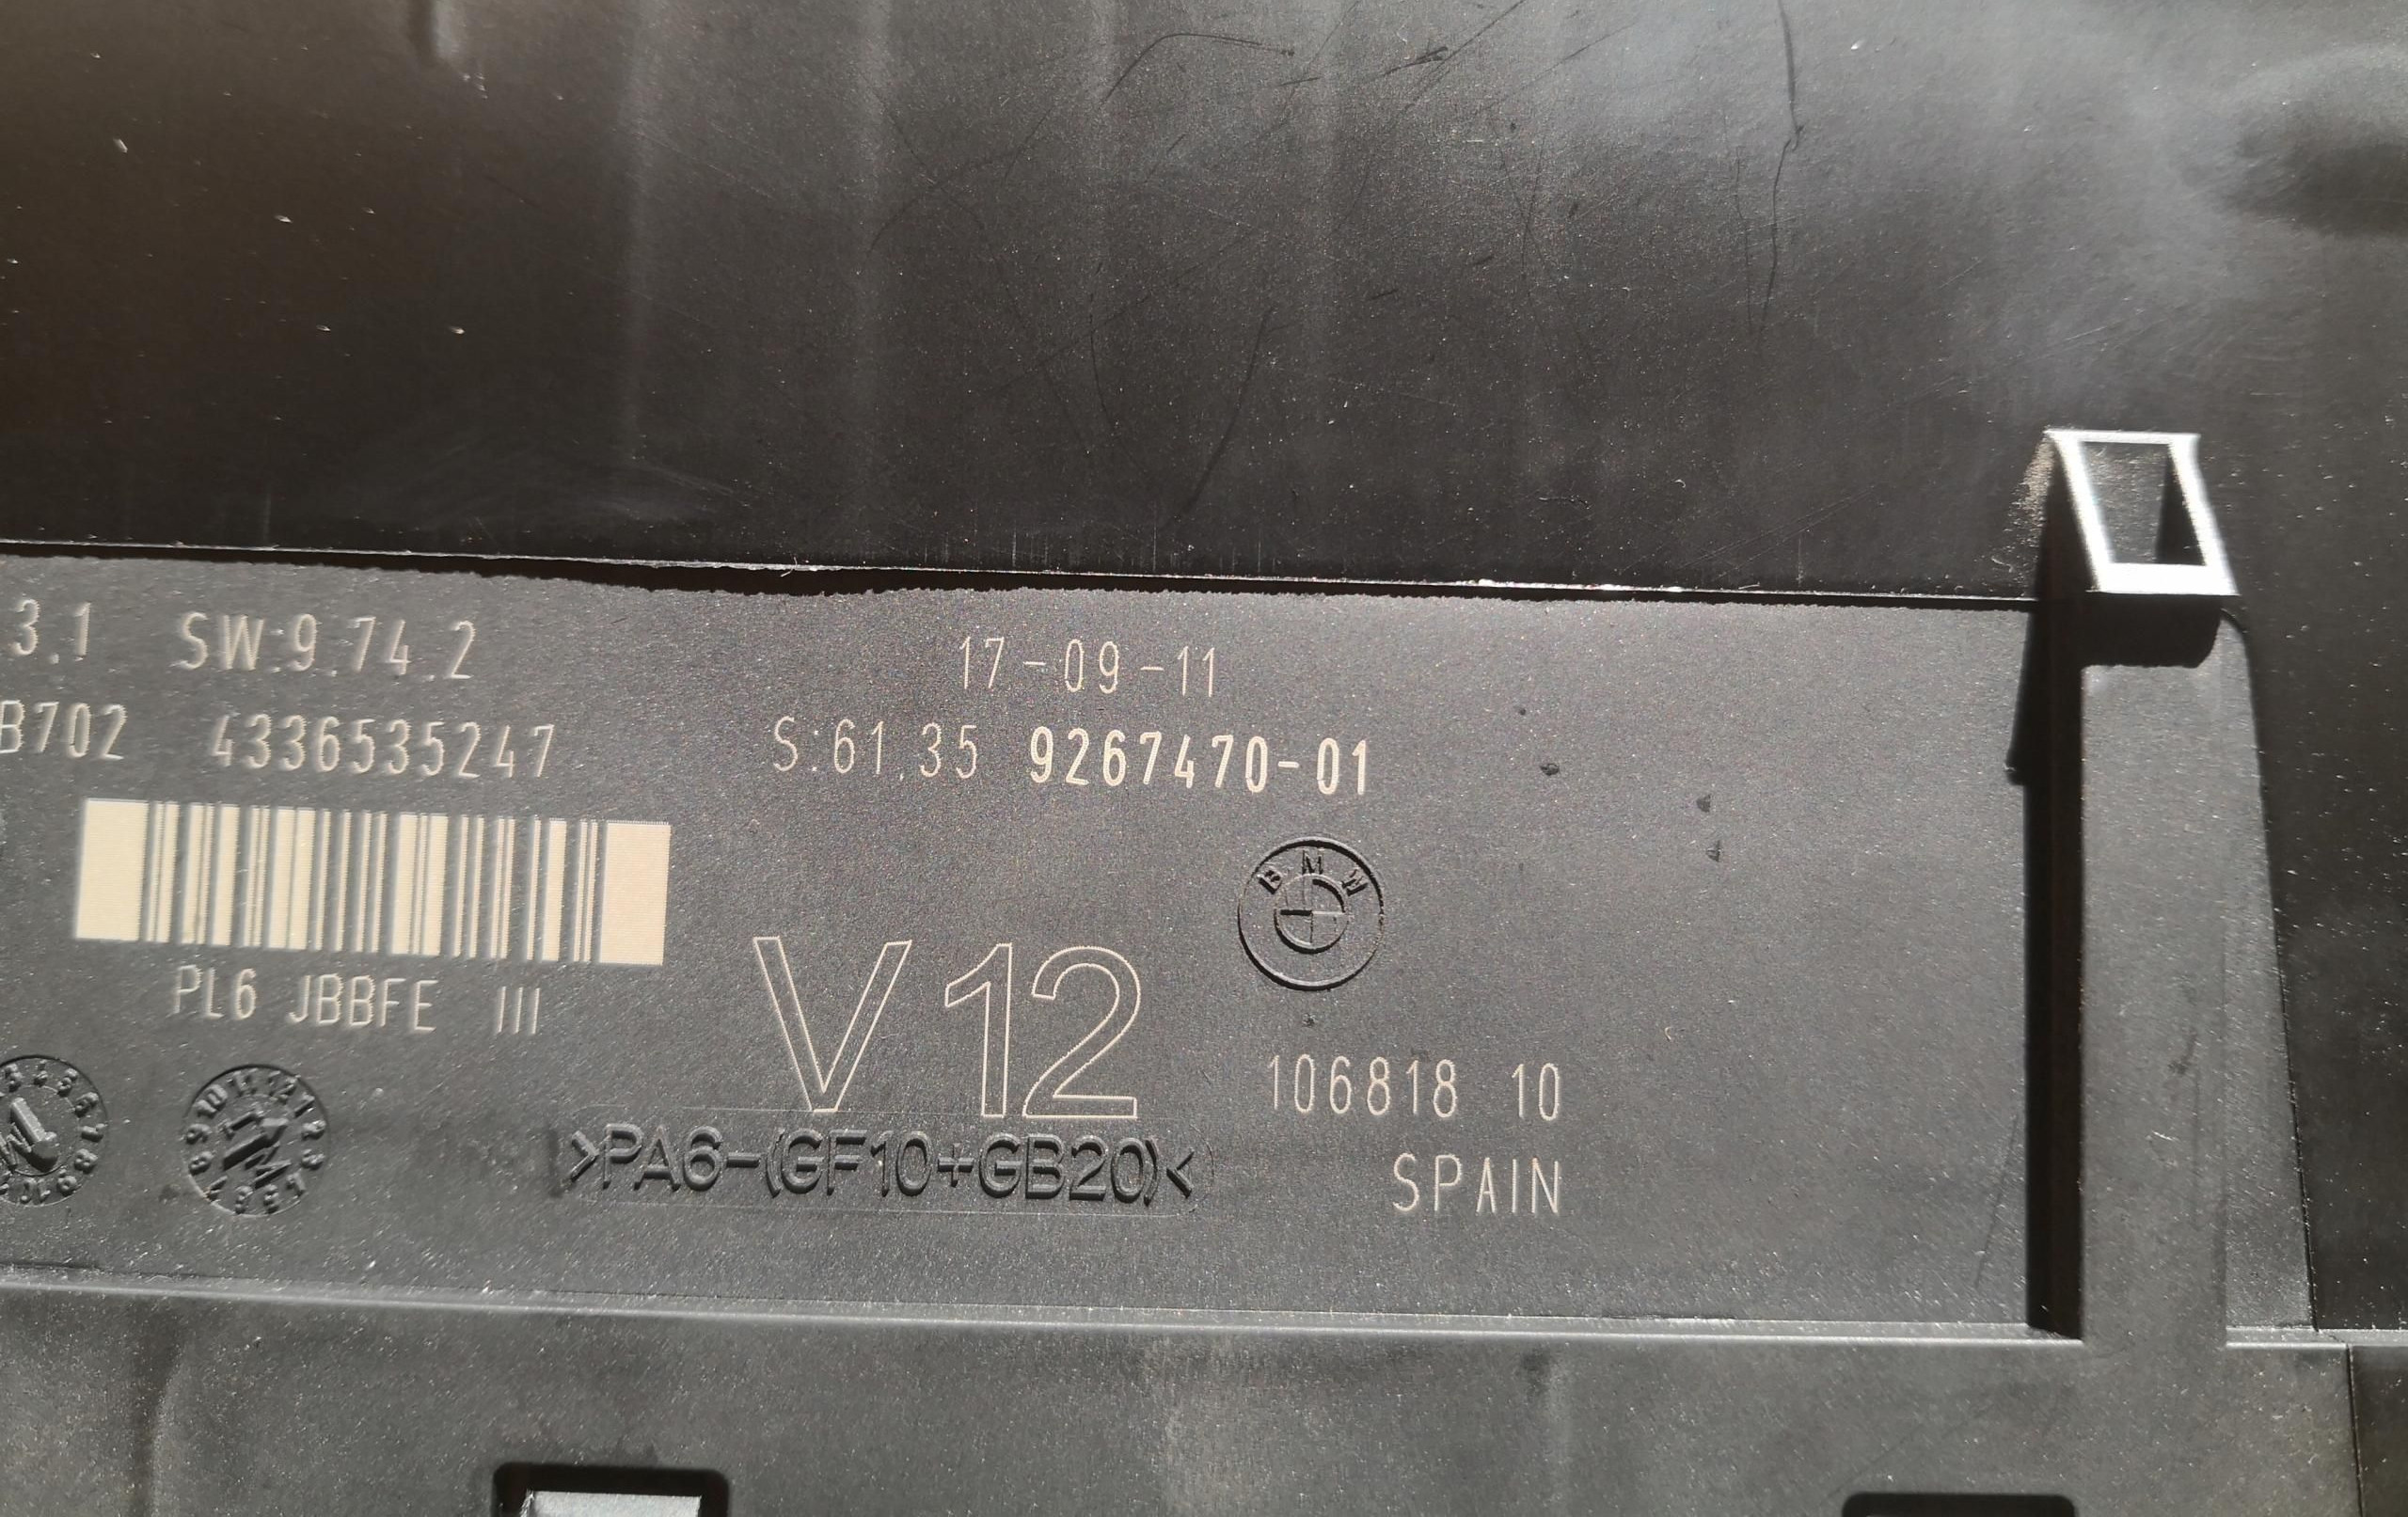 3.1 SW:9.74.2
17-09-11
B702 4336535247
S:61.35 9267470-01
BMW
PL6 JBBFE III
V12
106818 10
>PA6-(GF10+GB20)<
SPAIN